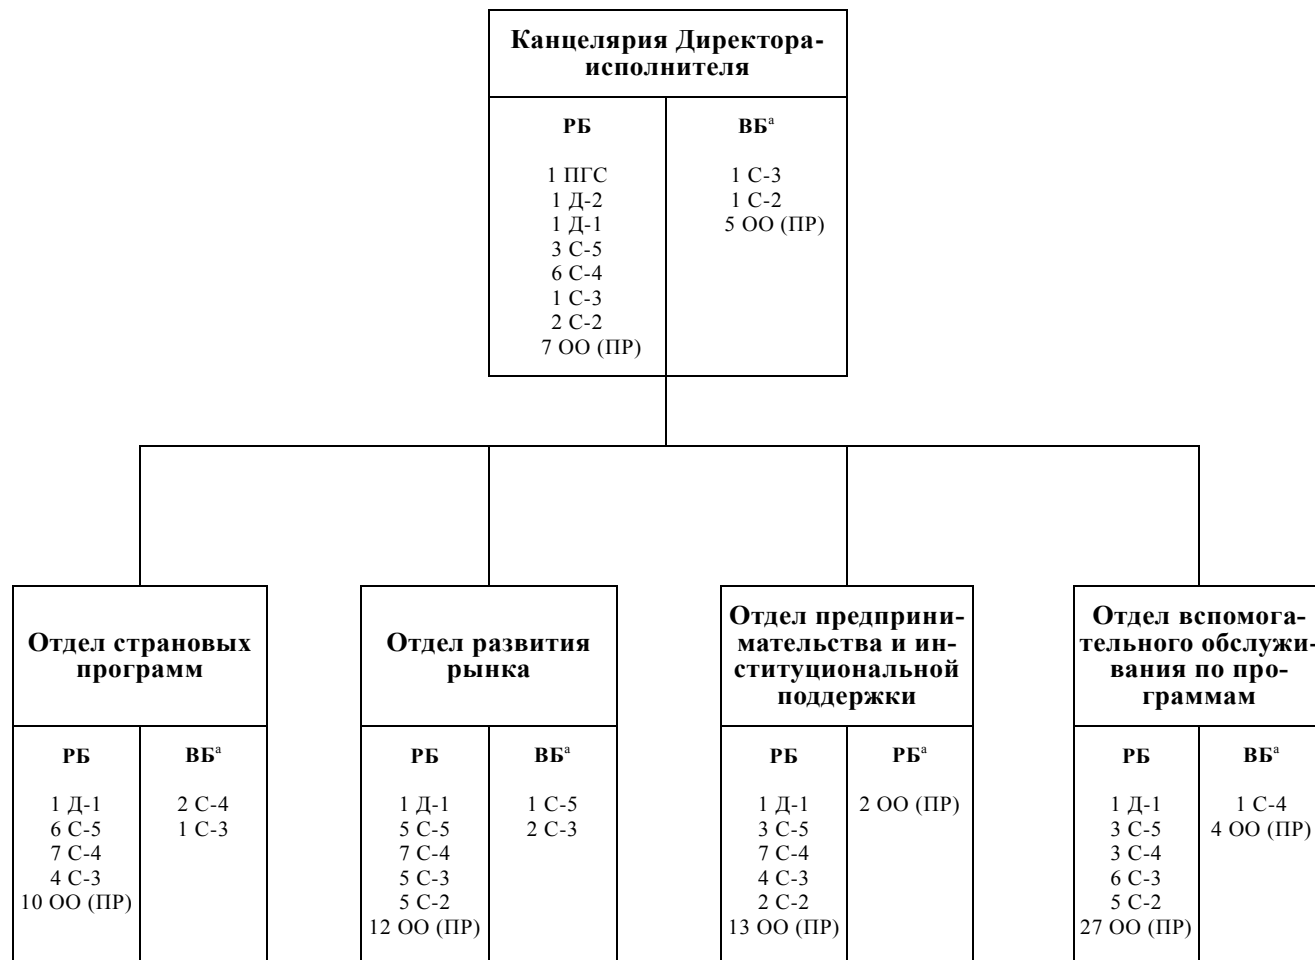 Канцелярия Директора-
исполнителя
РБ
1 ПГС
1 Д-2
1 Д-1
3 С-5
6 С-4
1 С-3
2 С-2
7 ОО (ПР)
ВБа
1 С-3
1 С-2
5 ОО (ПР)
Отдел страновых
программ
РБ
1 Д-1
6 С-5
7 С-4
4 С-3
10 ОО (ПР)
ВБа
2 С-4
1 С-3
Отдел развития
рынка
РБ
1 Д-1
5 С-5
7 С-4
5 С-3
5 С-2
12 ОО (ПР)
ВБа
1 С-5
2 С-3
Отдел предприни-
мательства и ин-
ституциональной
поддержки
РБ
1 Д-1
3 С-5
7 С-4
4 С-3
2 С-2
13 ОО (ПР)
РБа
2 ОО (ПР)
Отдел вспомога-
тельного обслужи-
вания по про-
граммам
РБ
1 Д-1
3 С-5
3 С-4
6 С-3
5 С-2
27 ОО (ПР)
ВБа
1 С-4
4 ОО (ПР)